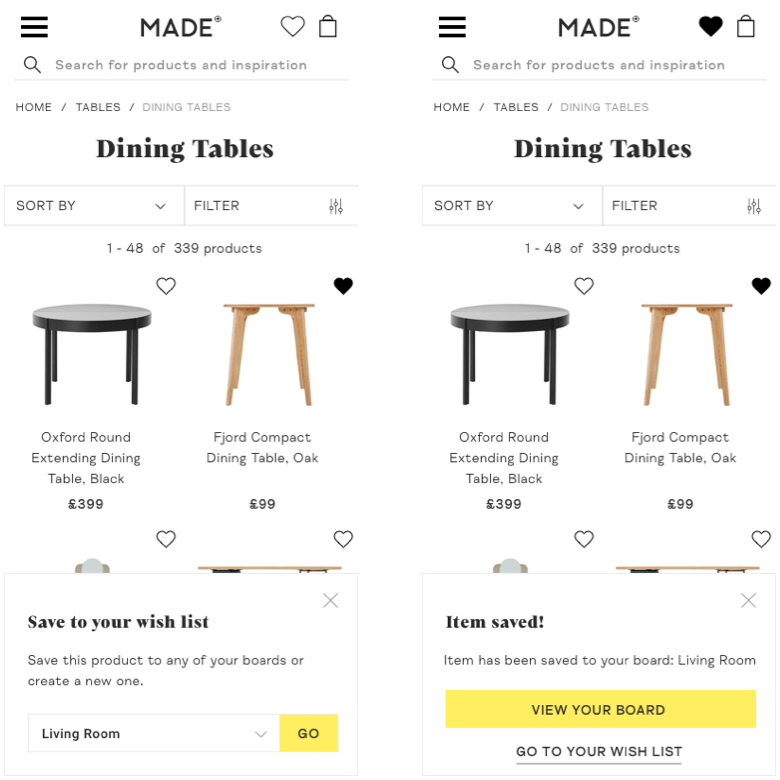 MADE®
Search for products and inspiration
HOME / TABLES / DINING TABLES
Dining Tables
SORT BY
FILTER
1 - 48 of 339 products
Oxford Round
Extending Dining
Table, Black
£399
Fjord Compact
Dining Table, Oak
£99
Save to your wish list
Save this product to any of your boards or
create a new one.
Living Room
GO
MADE®
Search for products and inspiration
HOME / TABLES / DINING TABLES
Dining Tables
SORT BY
FILTER
1 - 48 of 339 products
Oxford Round
Extending Dining
Table, Black
£399
Fjord Compact
Dining Table, Oak
£99
Item saved!
Item has been saved to your board: Living Room
VIEW YOUR BOARD
GO TO YOUR WISH LIST